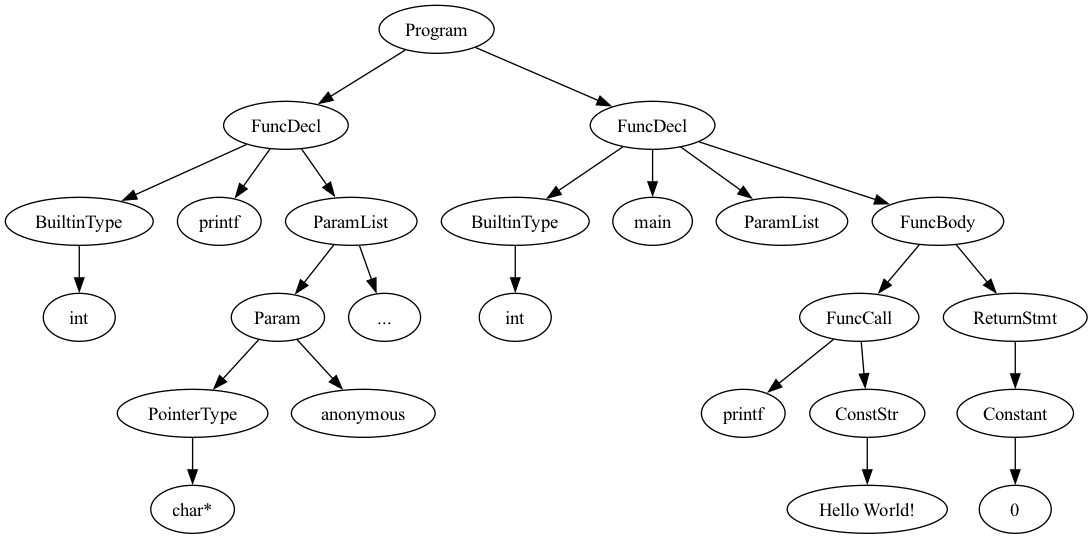 Program
FuncDecl
FuncDecl
BuiltinType
printf
ParamList
BuiltinType
main
ParamList
FuncBody
int
Param
...
int
FuncCall
ReturnStmt
PointerType
anonymous
printf
ConstStr
Constant
char*
Hello World!
0